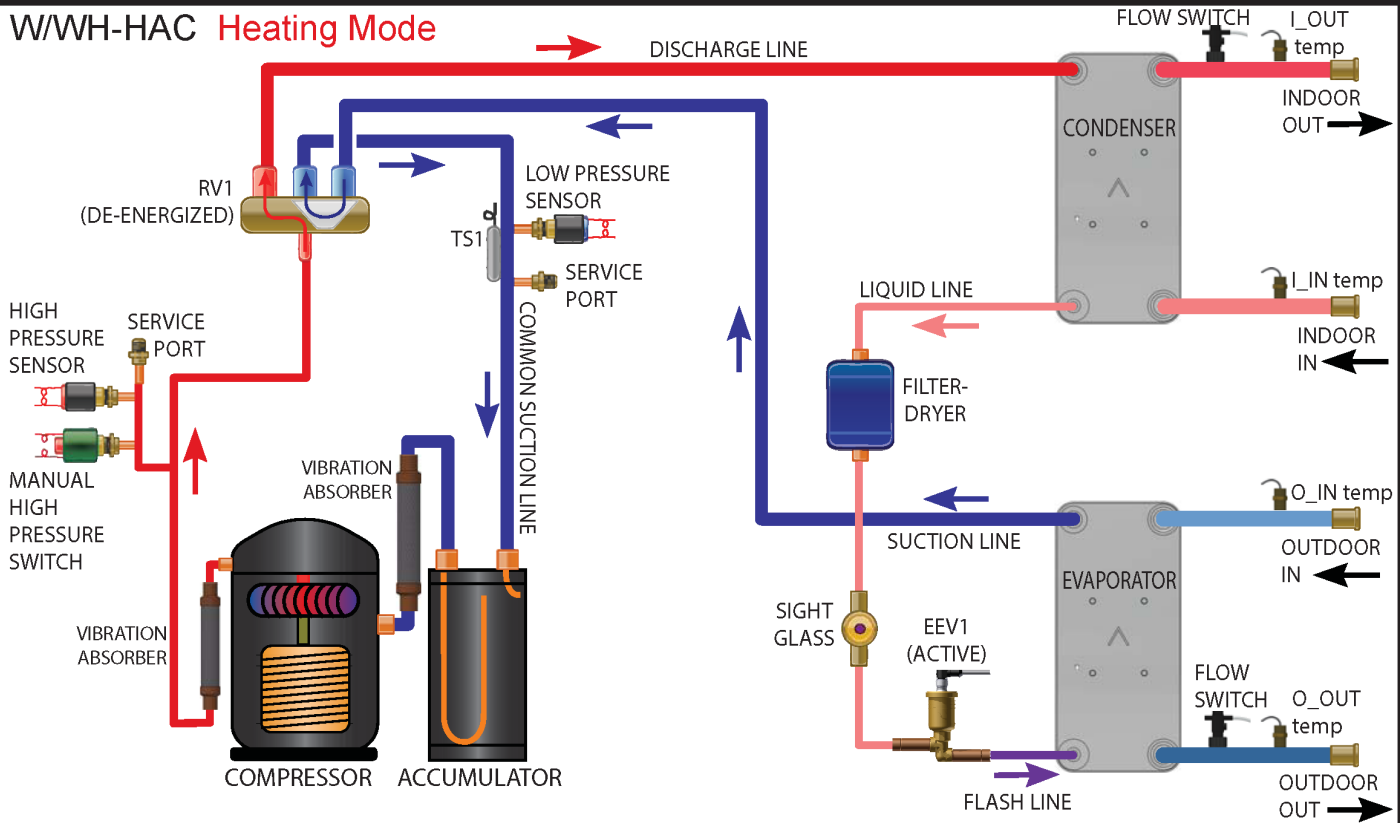 W/WH-HAC Heating Mode
DISCHARGE LINE
FLOW SWITCH
I_OUT
temp
INDOOR
OUT
CONDENSER
RV1
(DE-ENERGIZED)
LOW PRESSURE
SENSOR
TS1
SERVICE
PORT
COMMON SUCTION LINE
LIQUID LINE
I_IN temp
INDOOR
IN
HIGH
PRESSURE
SENSOR
SERVICE
PORT
MANUAL
HIGH
PRESSURE
SWITCH
FILTER-
DRYER
VIBRATION
ABSORBER
O_IN temp
OUTDOOR
IN
SUCTION LINE
EVAPORATOR
SIGHT
GLASS
EEV1
(ACTIVE)
VIBRATION
ABSORBER
FLOW
SWITCH
O_OUT
temp
OUTDOOR
OUT
FLASH LINE
COMPRESSOR
ACCUMULATOR